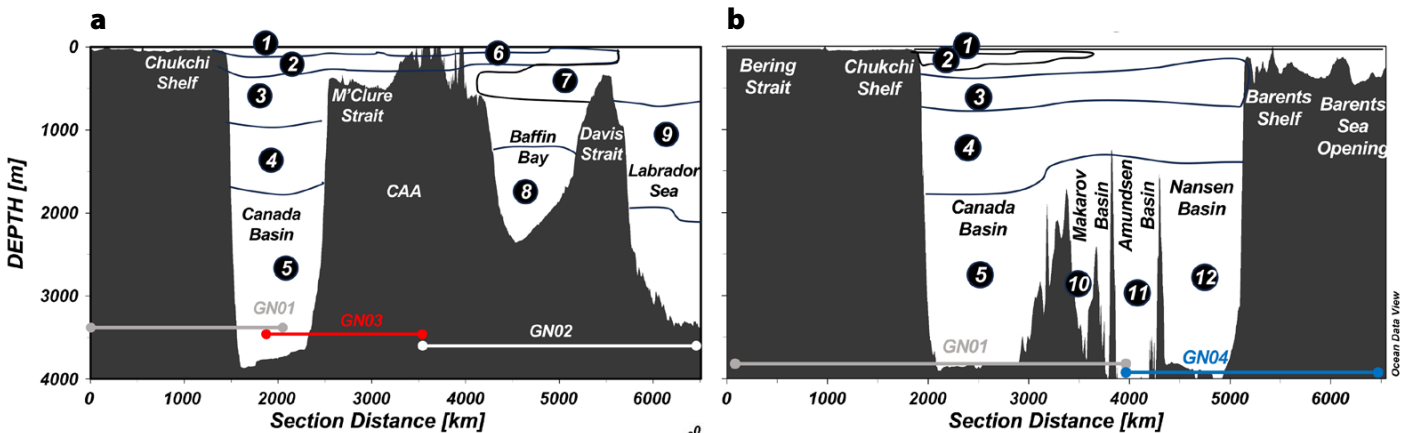 a
b
DEPTH [m]
0
1000
2000
3000
4000
1
2
3
4
5
6
7
8
9
Chukchi
Shelf
M'Clure
Strait
CAA
Canada
Basin
Baffin
Bay
Davis
Strait
Labrador
Sea
GN01
GN03
GN02
0
1000
2000
3000
4000
5000
6000
Section Distance [km]
-0
1
2
3
4
5
10
11
12
Bering
Strait
Chukchi
Shelf
Barents
Shelf
Barents
Sea
Opening
Canada
Basin
Makarov
Basin
Amundsen
Basin
Nansen
Basin
GN01
GN04
0
1000
2000
3000
4000
5000
6000
Section Distance [km]
Ocean Data View